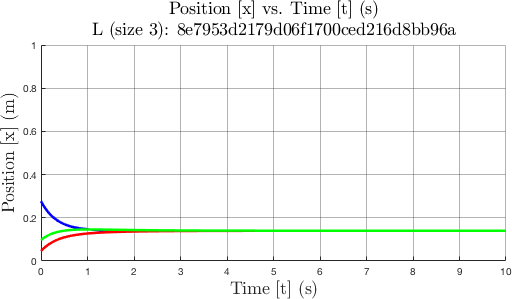 Position [x] vs. Time [t] (s)
L (size 3): 8e7953d2179d06f1700ced216d8bb96a
Position [x] (m)
1
0.8
0.6
0.4
0.2
0
0 1 2 3 4 5 6 7 8 9 10
Time [t] (s)